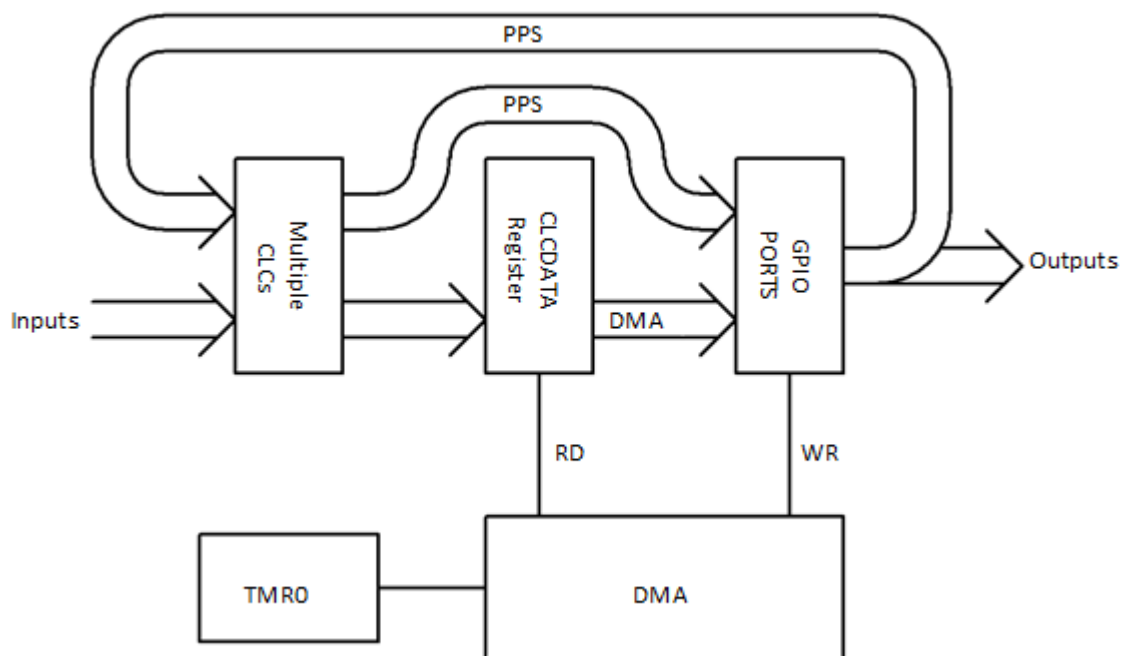 PPS
PPS
Multiple
CLCs
CLCDATA
Register
GPIO
PORTS
Inputs
DMA
Outputs
RD
WR
TMR0
DMA